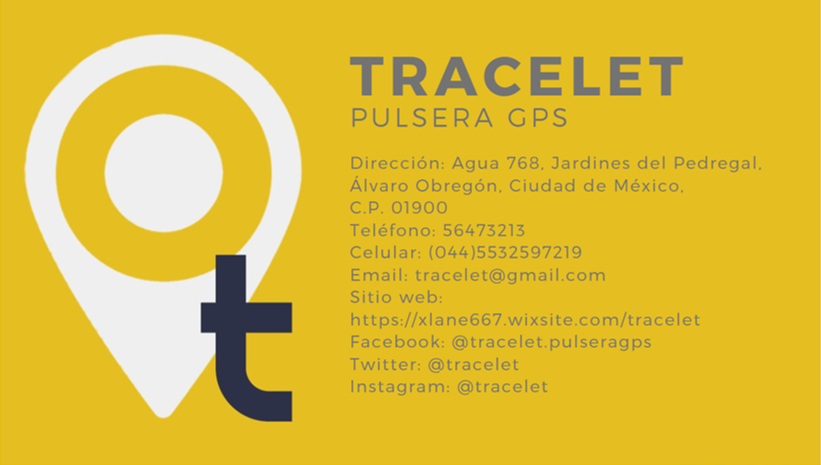 TRACELET
PULSERA GPS
Dirección: Agua 768, Jardines del Pedregal,
Álvaro Obregón, Ciudad de México,
C.P. 01900
Teléfono: 56473213
Celular: (044)5532597219
Email: tracelet@gmail.com
Sitio web:
https://xlane667.wixsite.com/tracelet
Facebook: @tracelet.pulseragps
Twitter: @tracelet
Instagram: @tracelet
t